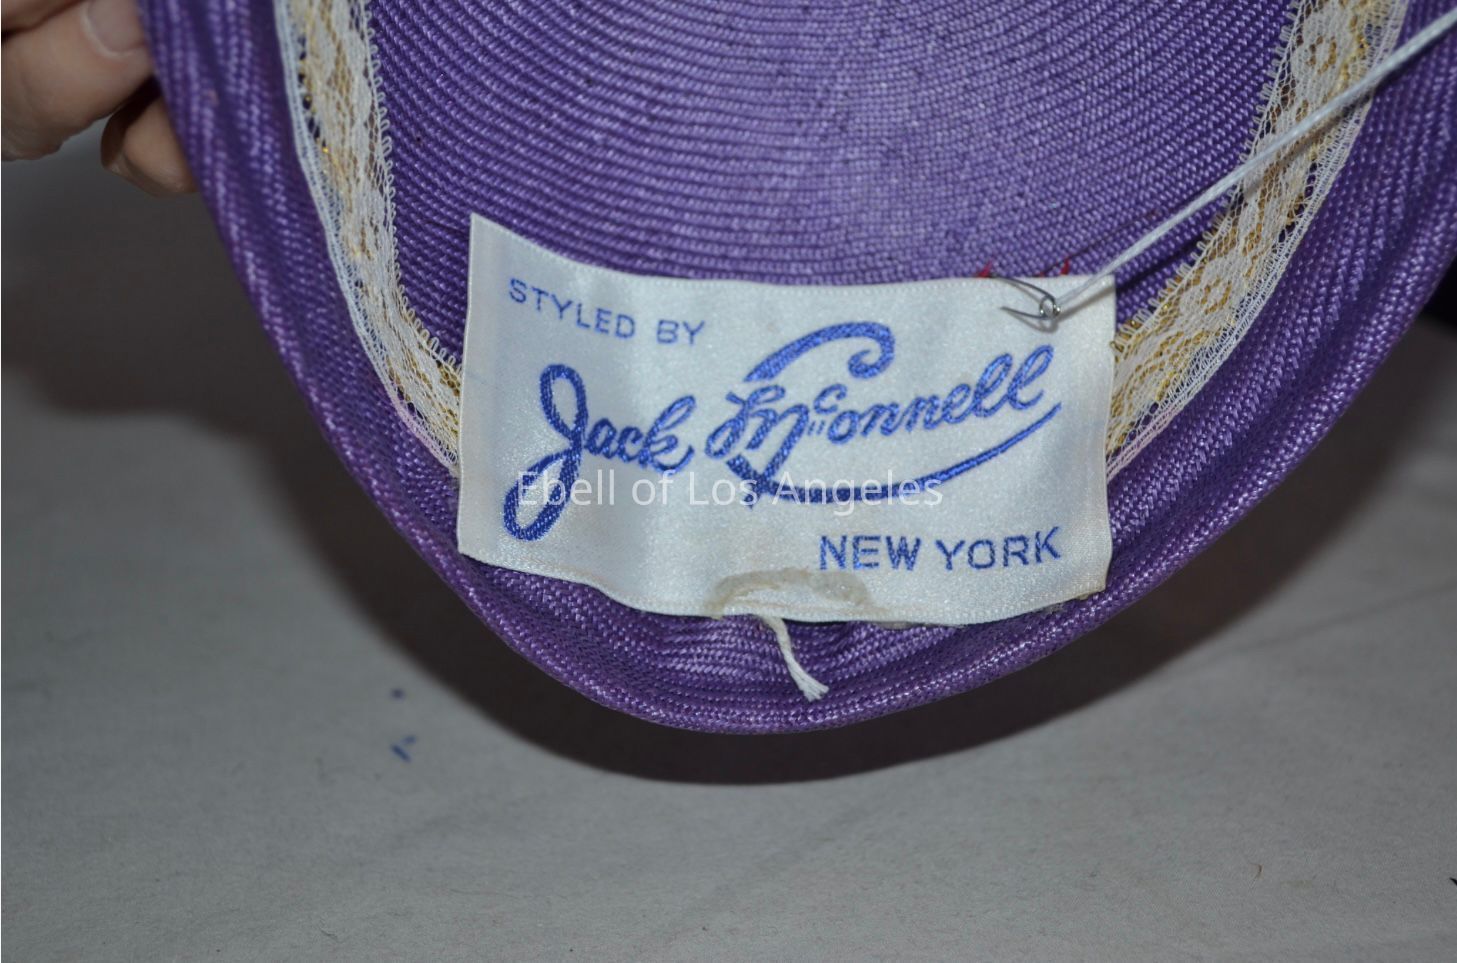 STYLED BY
Jack McConnell
Ebell of Los Angeles
NEW YORK